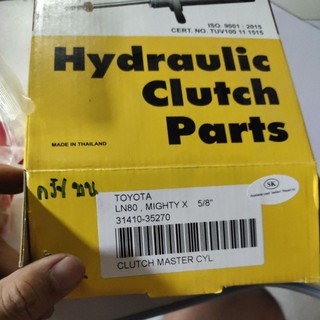 ISO. 9001 : 2015
CERT. NO. TUV100 11 1515
Hydraulic
Clutch
Parts
MADE IN THAILAND
TOYOTA
LN80 , MIGHTY X 5/8"
31410-35270
CLUTCH MASTER CYL
SK